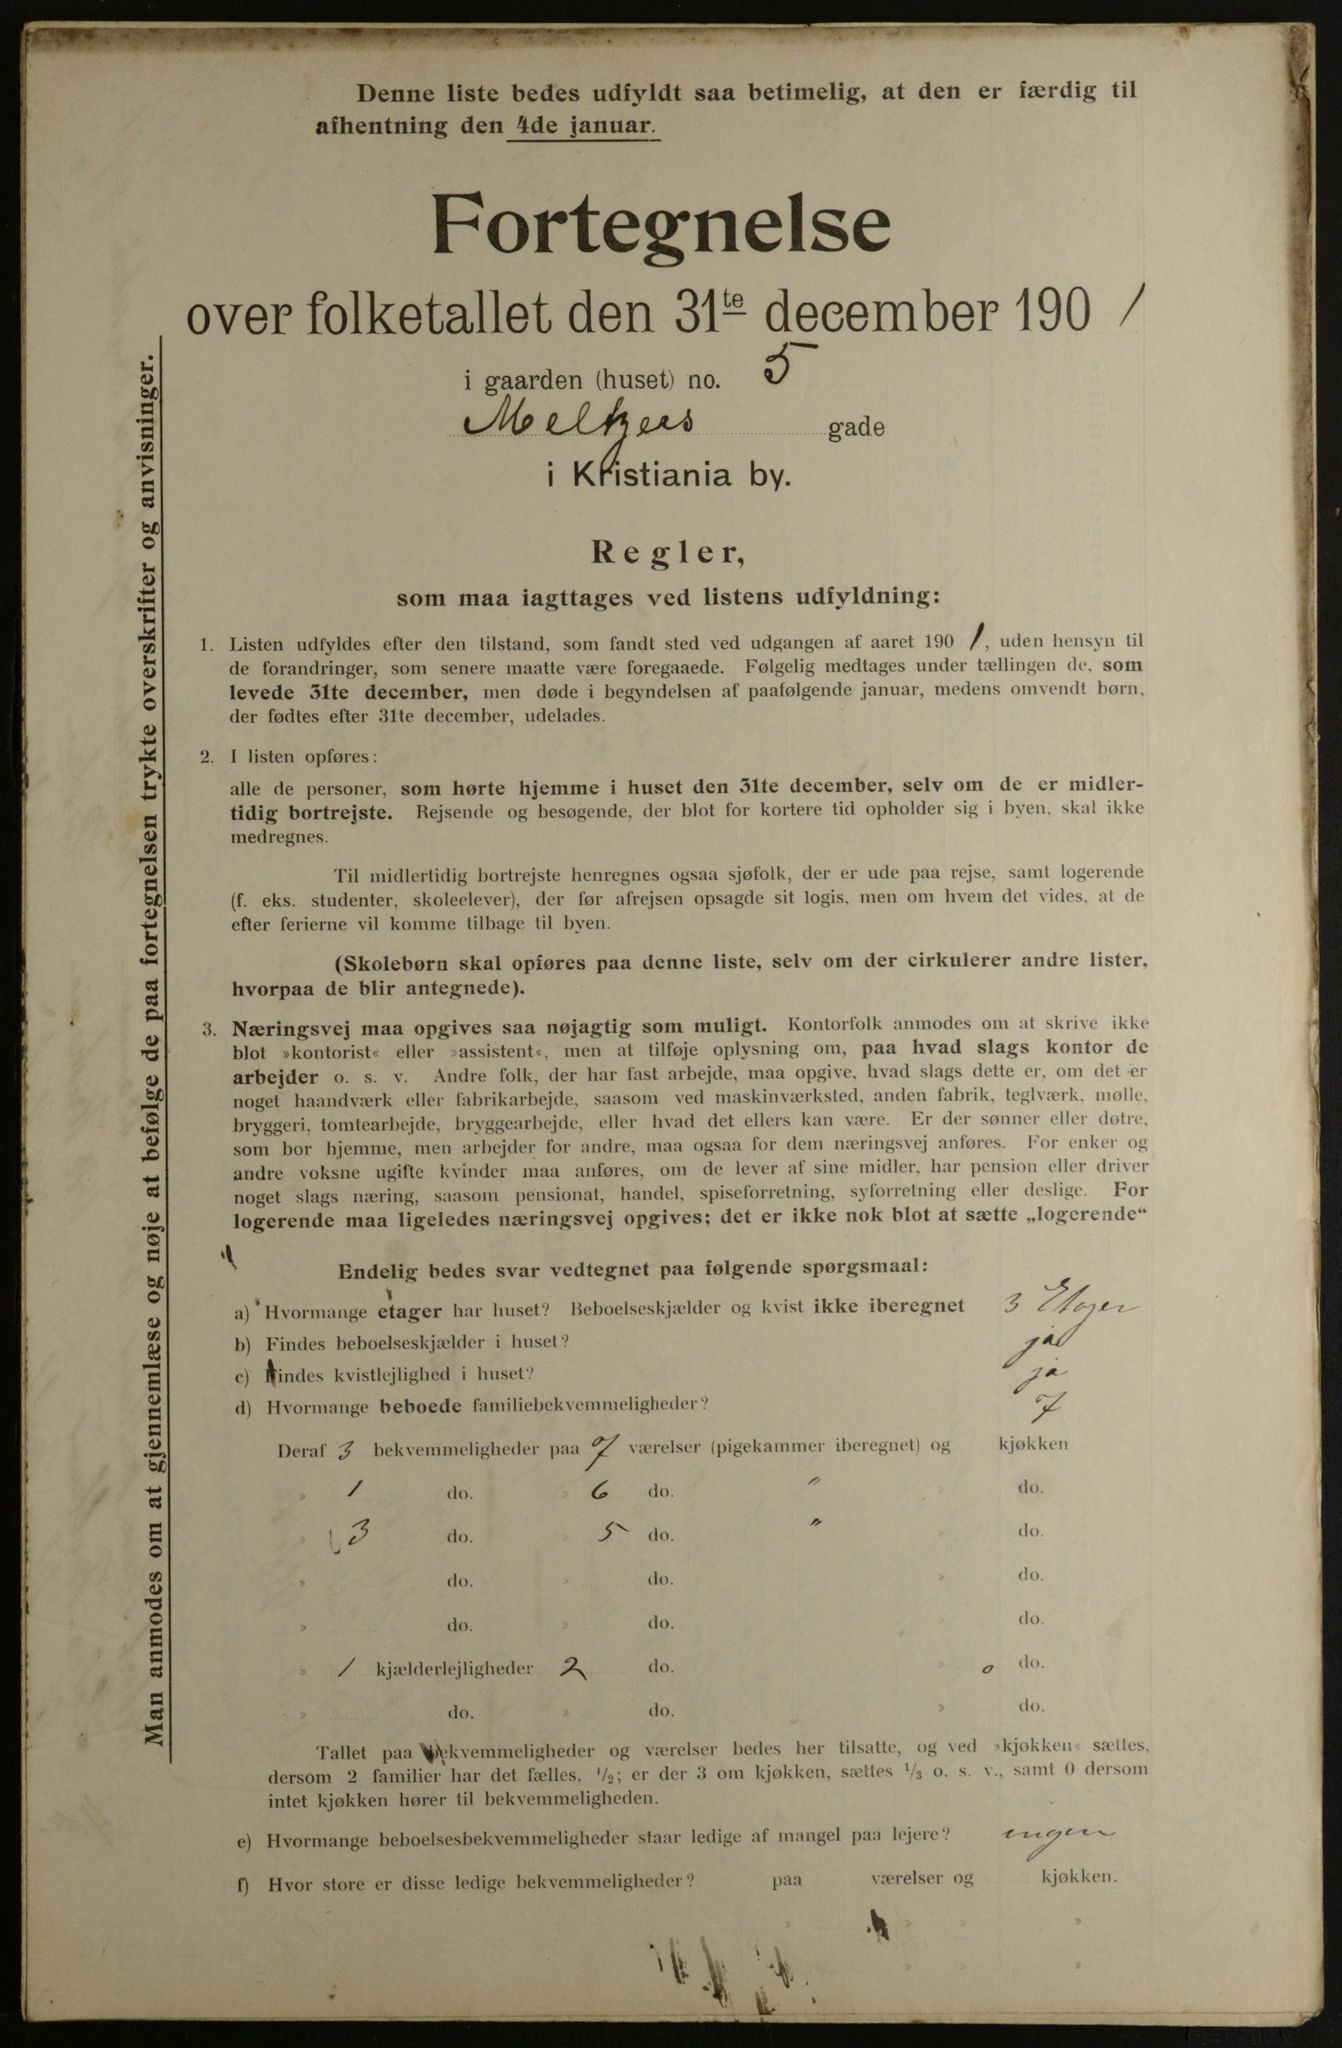 Denne liste bedes udfyldt saa betimelig, at den er færdig til
afhentning den 4de januar.
Fortegnelse
over folketallet den 31te december 190 1
i gaarden (huset) no. 5
Meltzers gade
i Kristiania by.
Regler,
som maa iagttages ved listens udfyldning:
1. Listen udfyldes efter den tilstand, som fandt sted ved udgangen af aaret 190 1, uden hensyn til
de forandringer, som senere maatte være foregaaede. Følgelig medtages under tællingen de, som
levede 31te december, men døde i begyndelsen af paafølgende januar, medens omvendt børn,
der fødtes efter 31te december, udelades.
2. I listen opføres:
alle de personer, som hørte hjemme i huset den 31te december, selv om de er midler-
tidig bortrejste. Rejsende og besøgende, der blot for kortere tid opholder sig i byen, skal ikke
medregnes.
Til midlertidig bortrejste henregnes ogsaa sjøfolk, der er ude paa rejse, samt logerende
(f. eks. studenter, skoleelever), der før afrejsen opsagde sit logis, men om hvem det vides, at de
efter ferierne vil komme tilbage til byen.
(Skolebørn skal opføres paa denne liste, selv om der cirkulerer andre lister,
hvorpaa de blir antegnede).
3. Næringsvej maa opgives saa nøjagtig som muligt. Kontorfolk anmodes om at skrive ikke
blot »kontorist« eller »assistent«, men at tilføje oplysning om, paa hvad slags kontor de
arbejder o. s. v. Andre folk, der har fast arbejde, maa opgive, hvad slags dette er, om det er
noget haandværk eller fabrikarbejde, saasom ved maskinværksted, anden fabrik, teglværk, mølle,
bryggeri, tomtearbejde, bryggearbejde, eller hvad det ellers kan være. Er der sønner eller døtre,
som bor hjemme, men arbejder for andre, maa ogsaa for dem næringsvej anføres. For enker og
andre voksne ugifte kvinder maa anføres, om de lever af sine midler, har pension eller driver
noget slags næring, saasom pensionat, handel, spiseforretning, syforretning eller deslige. For
logerende maa ligeledes næringsvej opgives; det er ikke nok blot at sætte „logerende“
Endelig bedes svar vedtegnet paa følgende spørgsmaal:
a) Hvormange etager har huset? Beboelseskjælder og kvist ikke iberegnet 3 Etager
b) Findes beboelseskjælder i huset? ja
c) Findes kvistlejlighed i huset? ja
d) Hvormange beboede familiebekvemmeligheder? 7
Deraf 3 bekvemmeligheder paa 7 værelser (pigekammer iberegnet) og kjøkken
» 1 do. » 6 do. " do.
3 do. 5 do. " do.
» do. » do. » do.
» do. » do. » do.
» 1 kjælderlejligheder 2 do. 0 do.
» do. » do. » do.
Tallet paa bekvemmeligheder og værelser bedes her tilsatte, og ved »kjøkken« sættes,
dersom 2 familier har det fælles, 1/2; er der 3 om kjøkken, sættes 1/3 o. s. v., samt 0 dersom
intet kjøkken hører til bekvemmeligheden.
e) Hvormange beboelsesbekvemmeligheder staar ledige af mangel paa lejere? ingen
f) Hvor store er disse ledige bekvemmeligheder? paa værelser og kjøkken.
Man anmodes om at gjennemlæse og nøje at befølge de paa fortegnelsen trykte overskrifter og anvisninger.